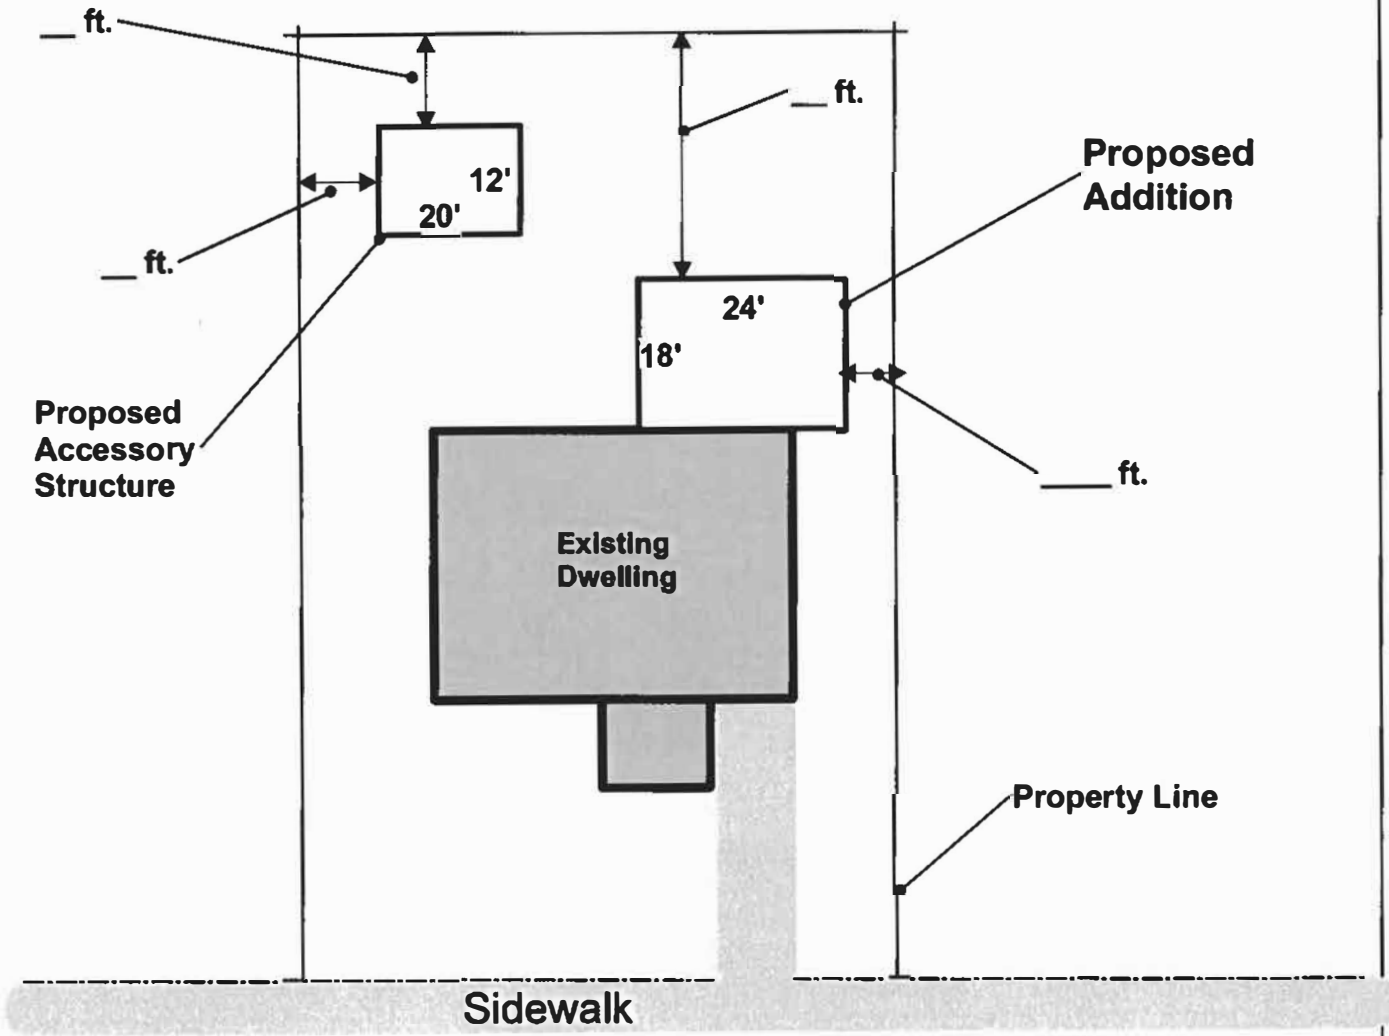 __ ft.
__ ft.
Proposed
Addition
12'
20'
__ ft.
24'
18'
Proposed
Accessory
Structure
____ ft.
Existing
Dwelling
Property Line
Sidewalk